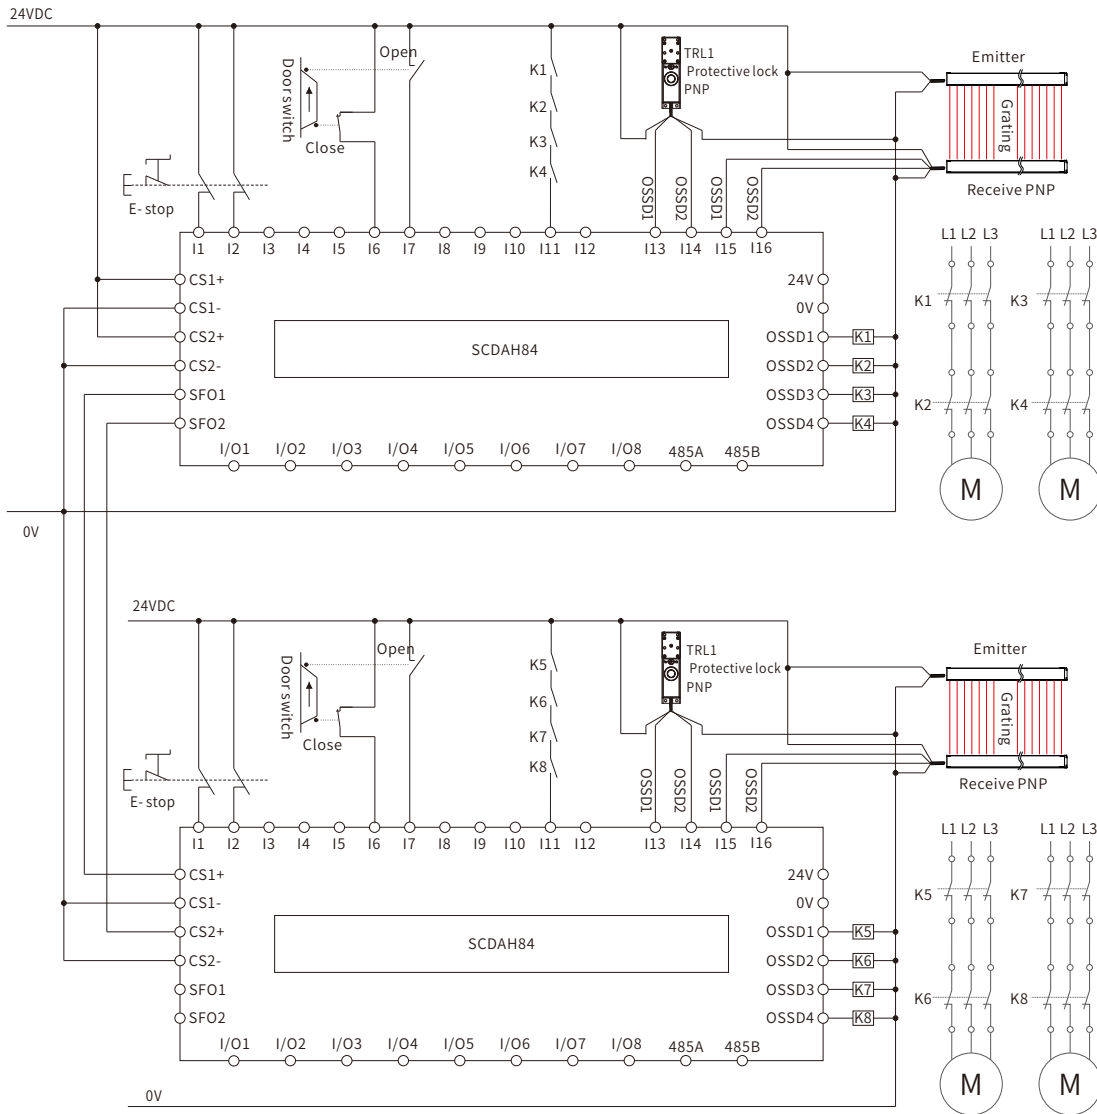 24VDC
Open
Door switch
Close
K1
K2
K3
K4
TRL1
Protective lock
PNP
Emitter
Grating
Receive PNP
E-stop
OSSD1
OSSD2
OSSD1
OSSD2
I1 I2 I3 I4 I5 I6 I7 I8 I9 I10 I11 I12 I13 I14 I15 I16
CS1+
CS1-
CS2+
CS2-
SFO1
SFO2
SCDAH84
24V
0V
OSSD1 K1
OSSD2 K2
OSSD3 K3
OSSD4 K4
I/O1 I/O2 I/O3 I/O4 I/O5 I/O6 I/O7 I/O8 485A 485B
L1 L2 L3
L1 L2 L3
K1
K3
K2
K4
M
M
0V
24VDC
Open
Door switch
Close
K5
K6
K7
K8
TRL1
Protective lock
PNP
Emitter
Grating
Receive PNP
E-stop
OSSD1
OSSD2
OSSD1
OSSD2
I1 I2 I3 I4 I5 I6 I7 I8 I9 I10 I11 I12 I13 I14 I15 I16
CS1+
CS1-
CS2+
CS2-
SFO1
SFO2
SCDAH84
24V
0V
OSSD1 K5
OSSD2 K6
OSSD3 K7
OSSD4 K8
I/O1 I/O2 I/O3 I/O4 I/O5 I/O6 I/O7 I/O8 485A 485B
L1 L2 L3
L1 L2 L3
K5
K7
K6
K8
M
M
0V